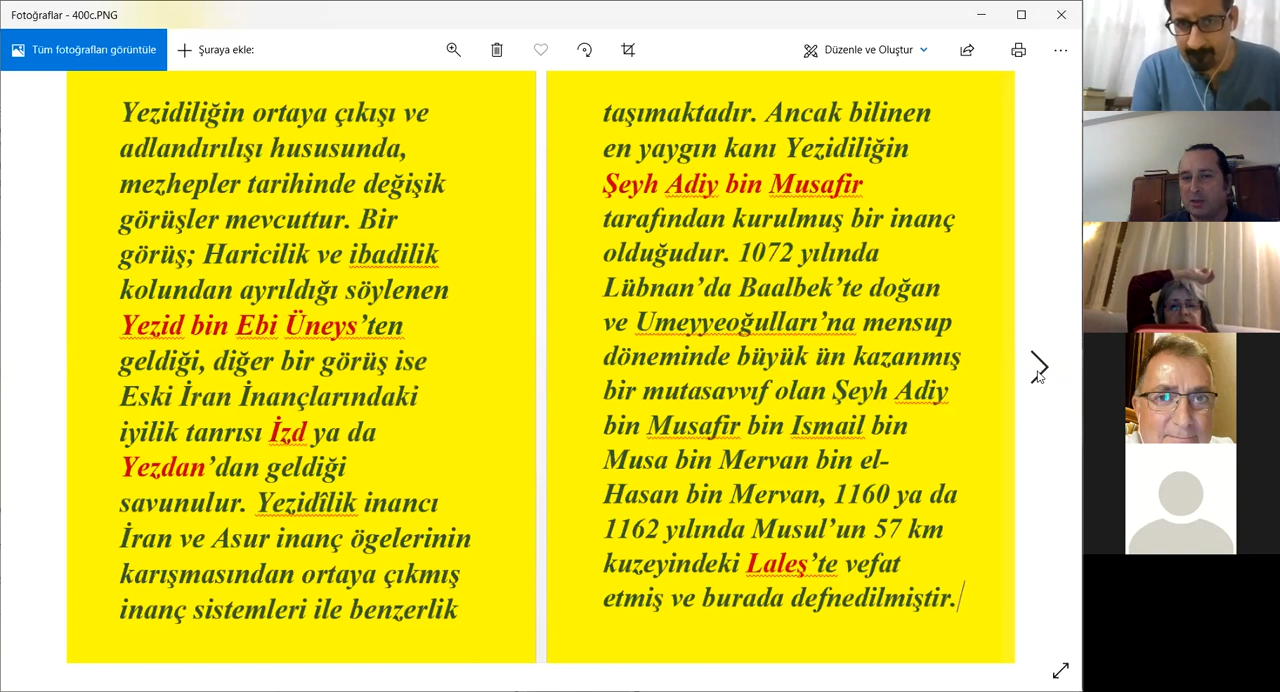 Fotoğraflar - 400c.PNG
Tüm fotoğrafları görüntüle
Şuraya ekle:
Düzenle ve Oluştur
Yezidiliğin ortaya çıkışı ve
adlandırılışı hususunda,
mezhepler tarihinde değişik
görüşler mevcuttur. Bir
görüş; Haricilik ve ibadilik
kolundan ayrıldığı söylenen
Yezid bin Ebi Üneys’ten
geldiği, diğer bir görüş ise
Eski İran İnançlarındaki
iyilik tanrısı İzd ya da
Yezdan’dan geldiği
savunulur. Yezidîlik inancı
İran ve Asur inanç ögelerinin
karışmasından ortaya çıkmış
inanç sistemleri ile benzerlik
taşımaktadır. Ancak bilinen
en yaygın kanı Yezidiliğin
Şeyh Adiy bin Musafir
tarafından kurulmuş bir inanç
olduğudur. 1072 yılında
Lübnan’da Baalbek’te doğan
ve Umeyyeoğulları’na mensup
döneminde büyük ün kazanmış
bir mutasavvıf olan Şeyh Adiy
bin Musafir bin Ismail bin
Musa bin Mervan bin el-
Hasan bin Mervan, 1160 ya da
1162 yılında Musul’un 57 km
kuzeyindeki Laleş’te vefat
etmiş ve burada defnedilmiştir.